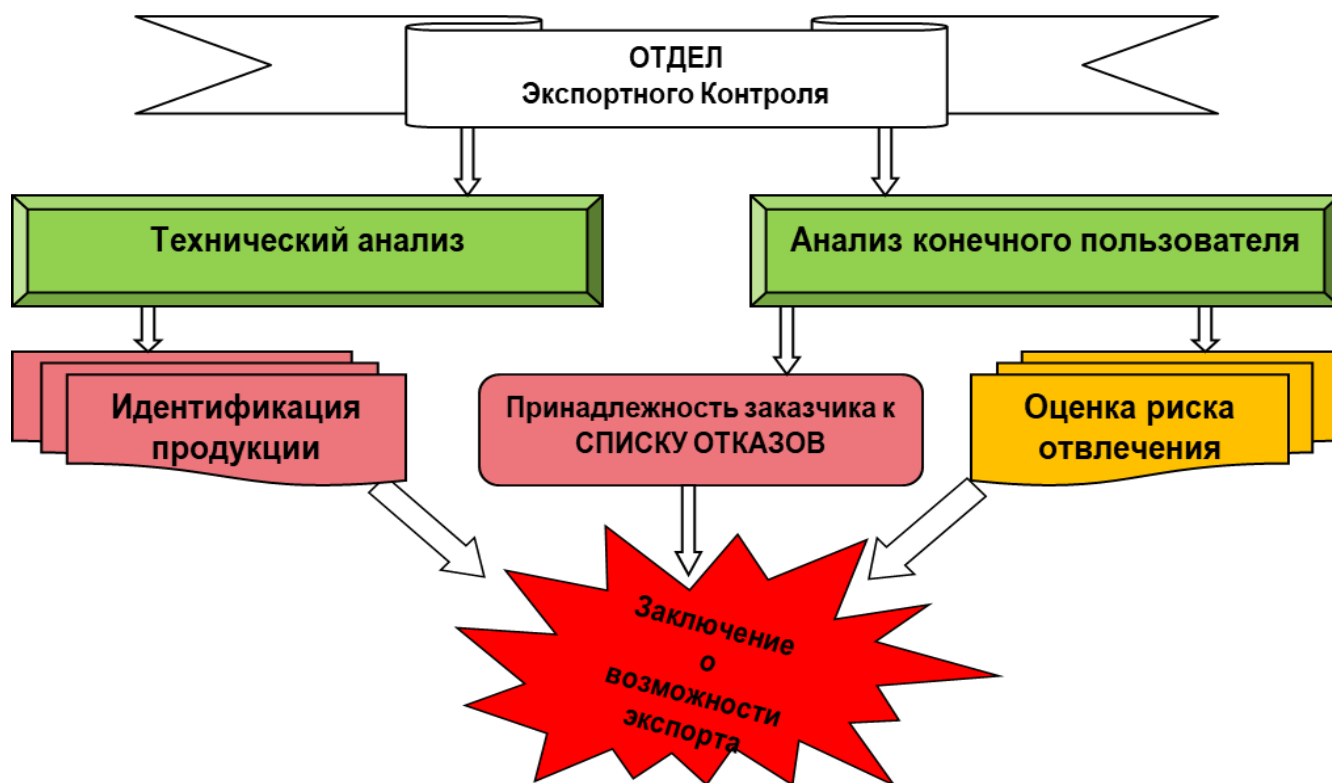 ОТДЕЛ
Экспортного Контроля
Технический анализ
Анализ конечного пользователя
Идентификация
продукции
Принадлежность заказчика к
СПИСКУ ОТКАЗОВ
Оценка риска
отвлечения
Заключение
о
возможности
экспорта